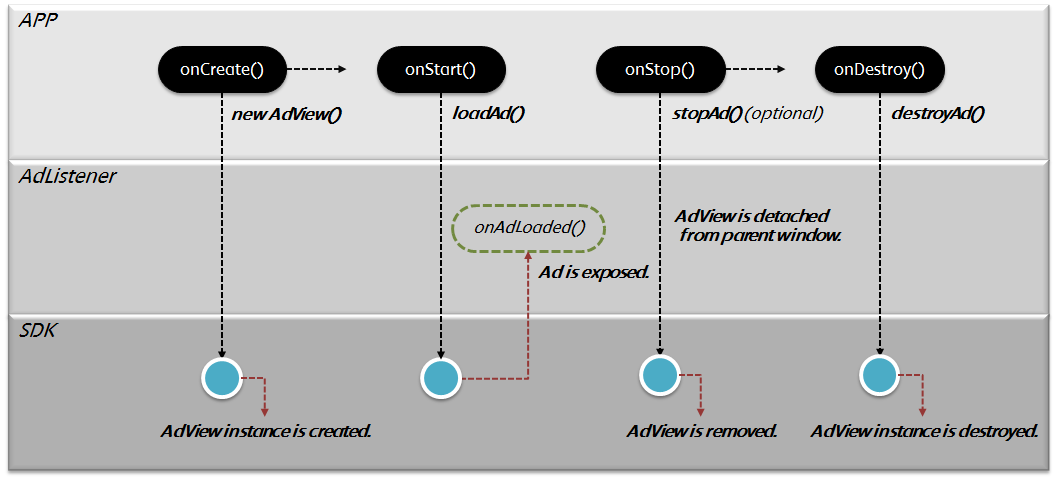 APP
onCreate()
onStart()
onStop()
onDestroy()
new AdView()
loadAd()
stopAd() (optional)
destroyAd()
AdListener
onAdLoaded()
AdView is detached
from parent window.
Ad is exposed.
SDK
AdView instance is created.
AdView is removed.
AdView instance is destroyed.